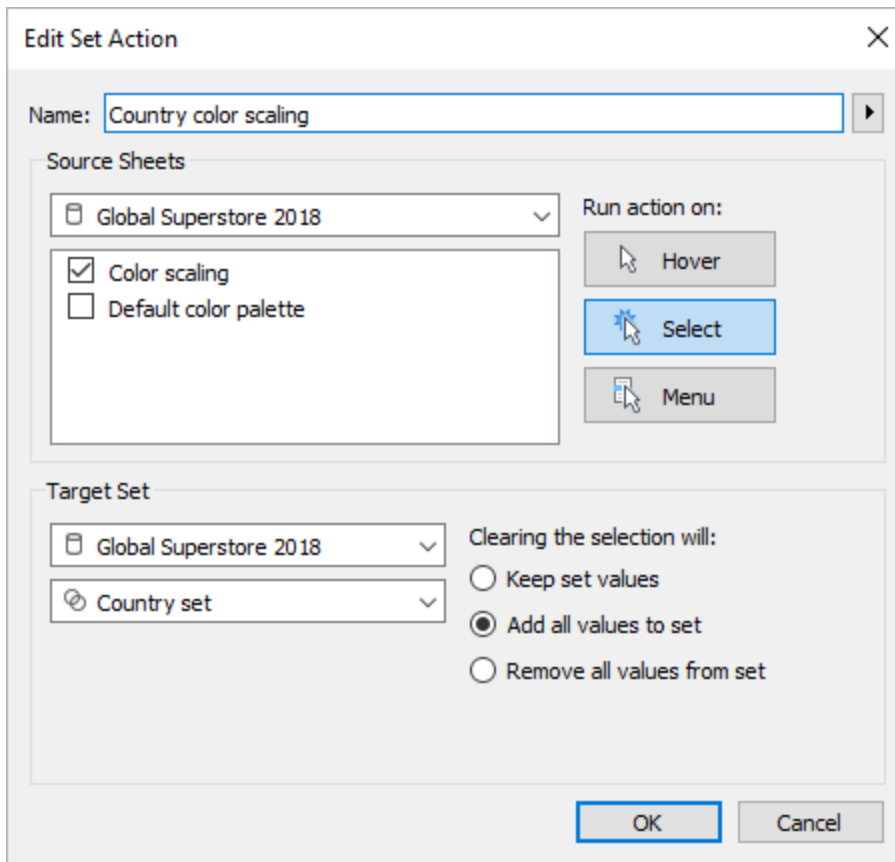 Edit Set Action
Name: Country color scaling
Source Sheets
Global Superstore 2018
Run action on:
Color scaling
Default color palette
Hover
Select
Menu
Target Set
Global Superstore 2018
Country set
Clearing the selection will:
Keep set values
Add all values to set
Remove all values from set
OK Cancel